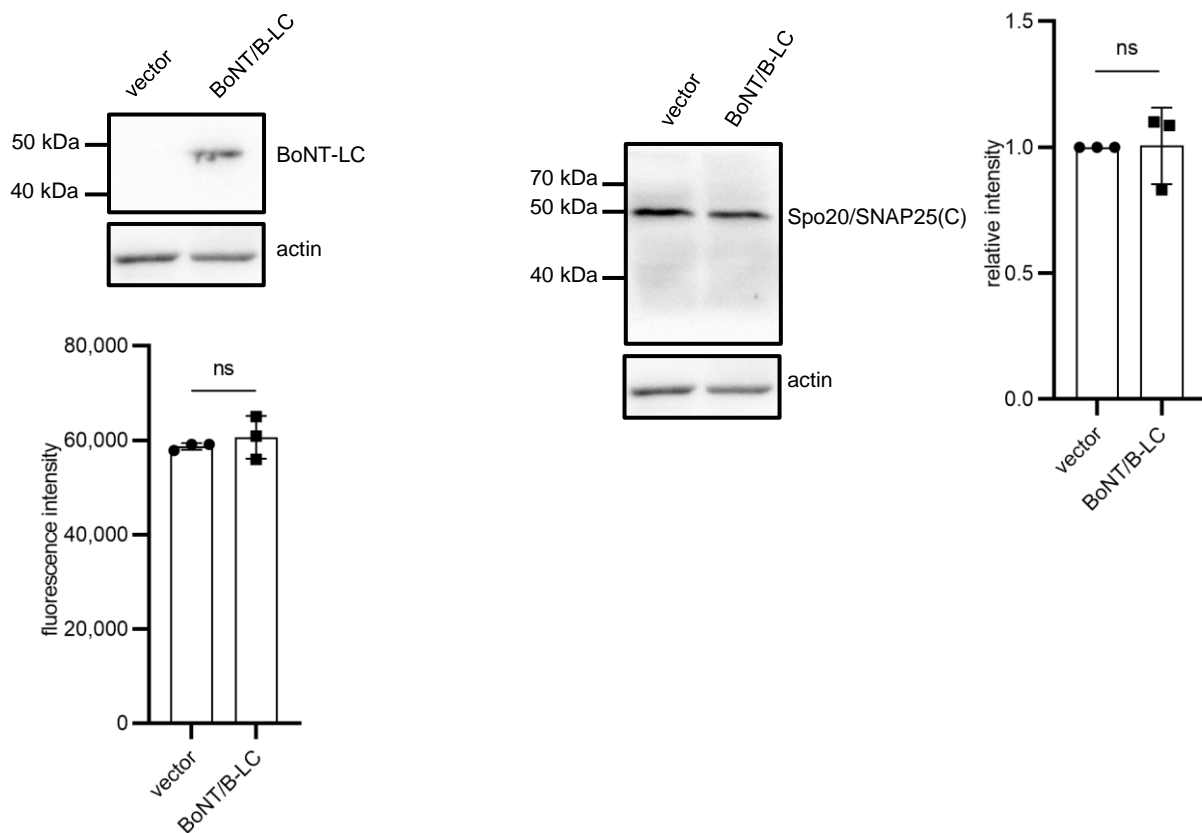 vector
BoNT/B-LC
50 kDa
40 kDa
BoNT-LC
actin
80,000
60,000
40,000
20,000
0
fluorescence intensity
ns
vector
BoNT/B-LC
vector
BoNT/B-LC
70 kDa
50 kDa
40 kDa
Spo20/SNAP25(C)
actin
1.5
1.0
0.5
0.0
relative intensity
ns
vector
BoNT/B-LC